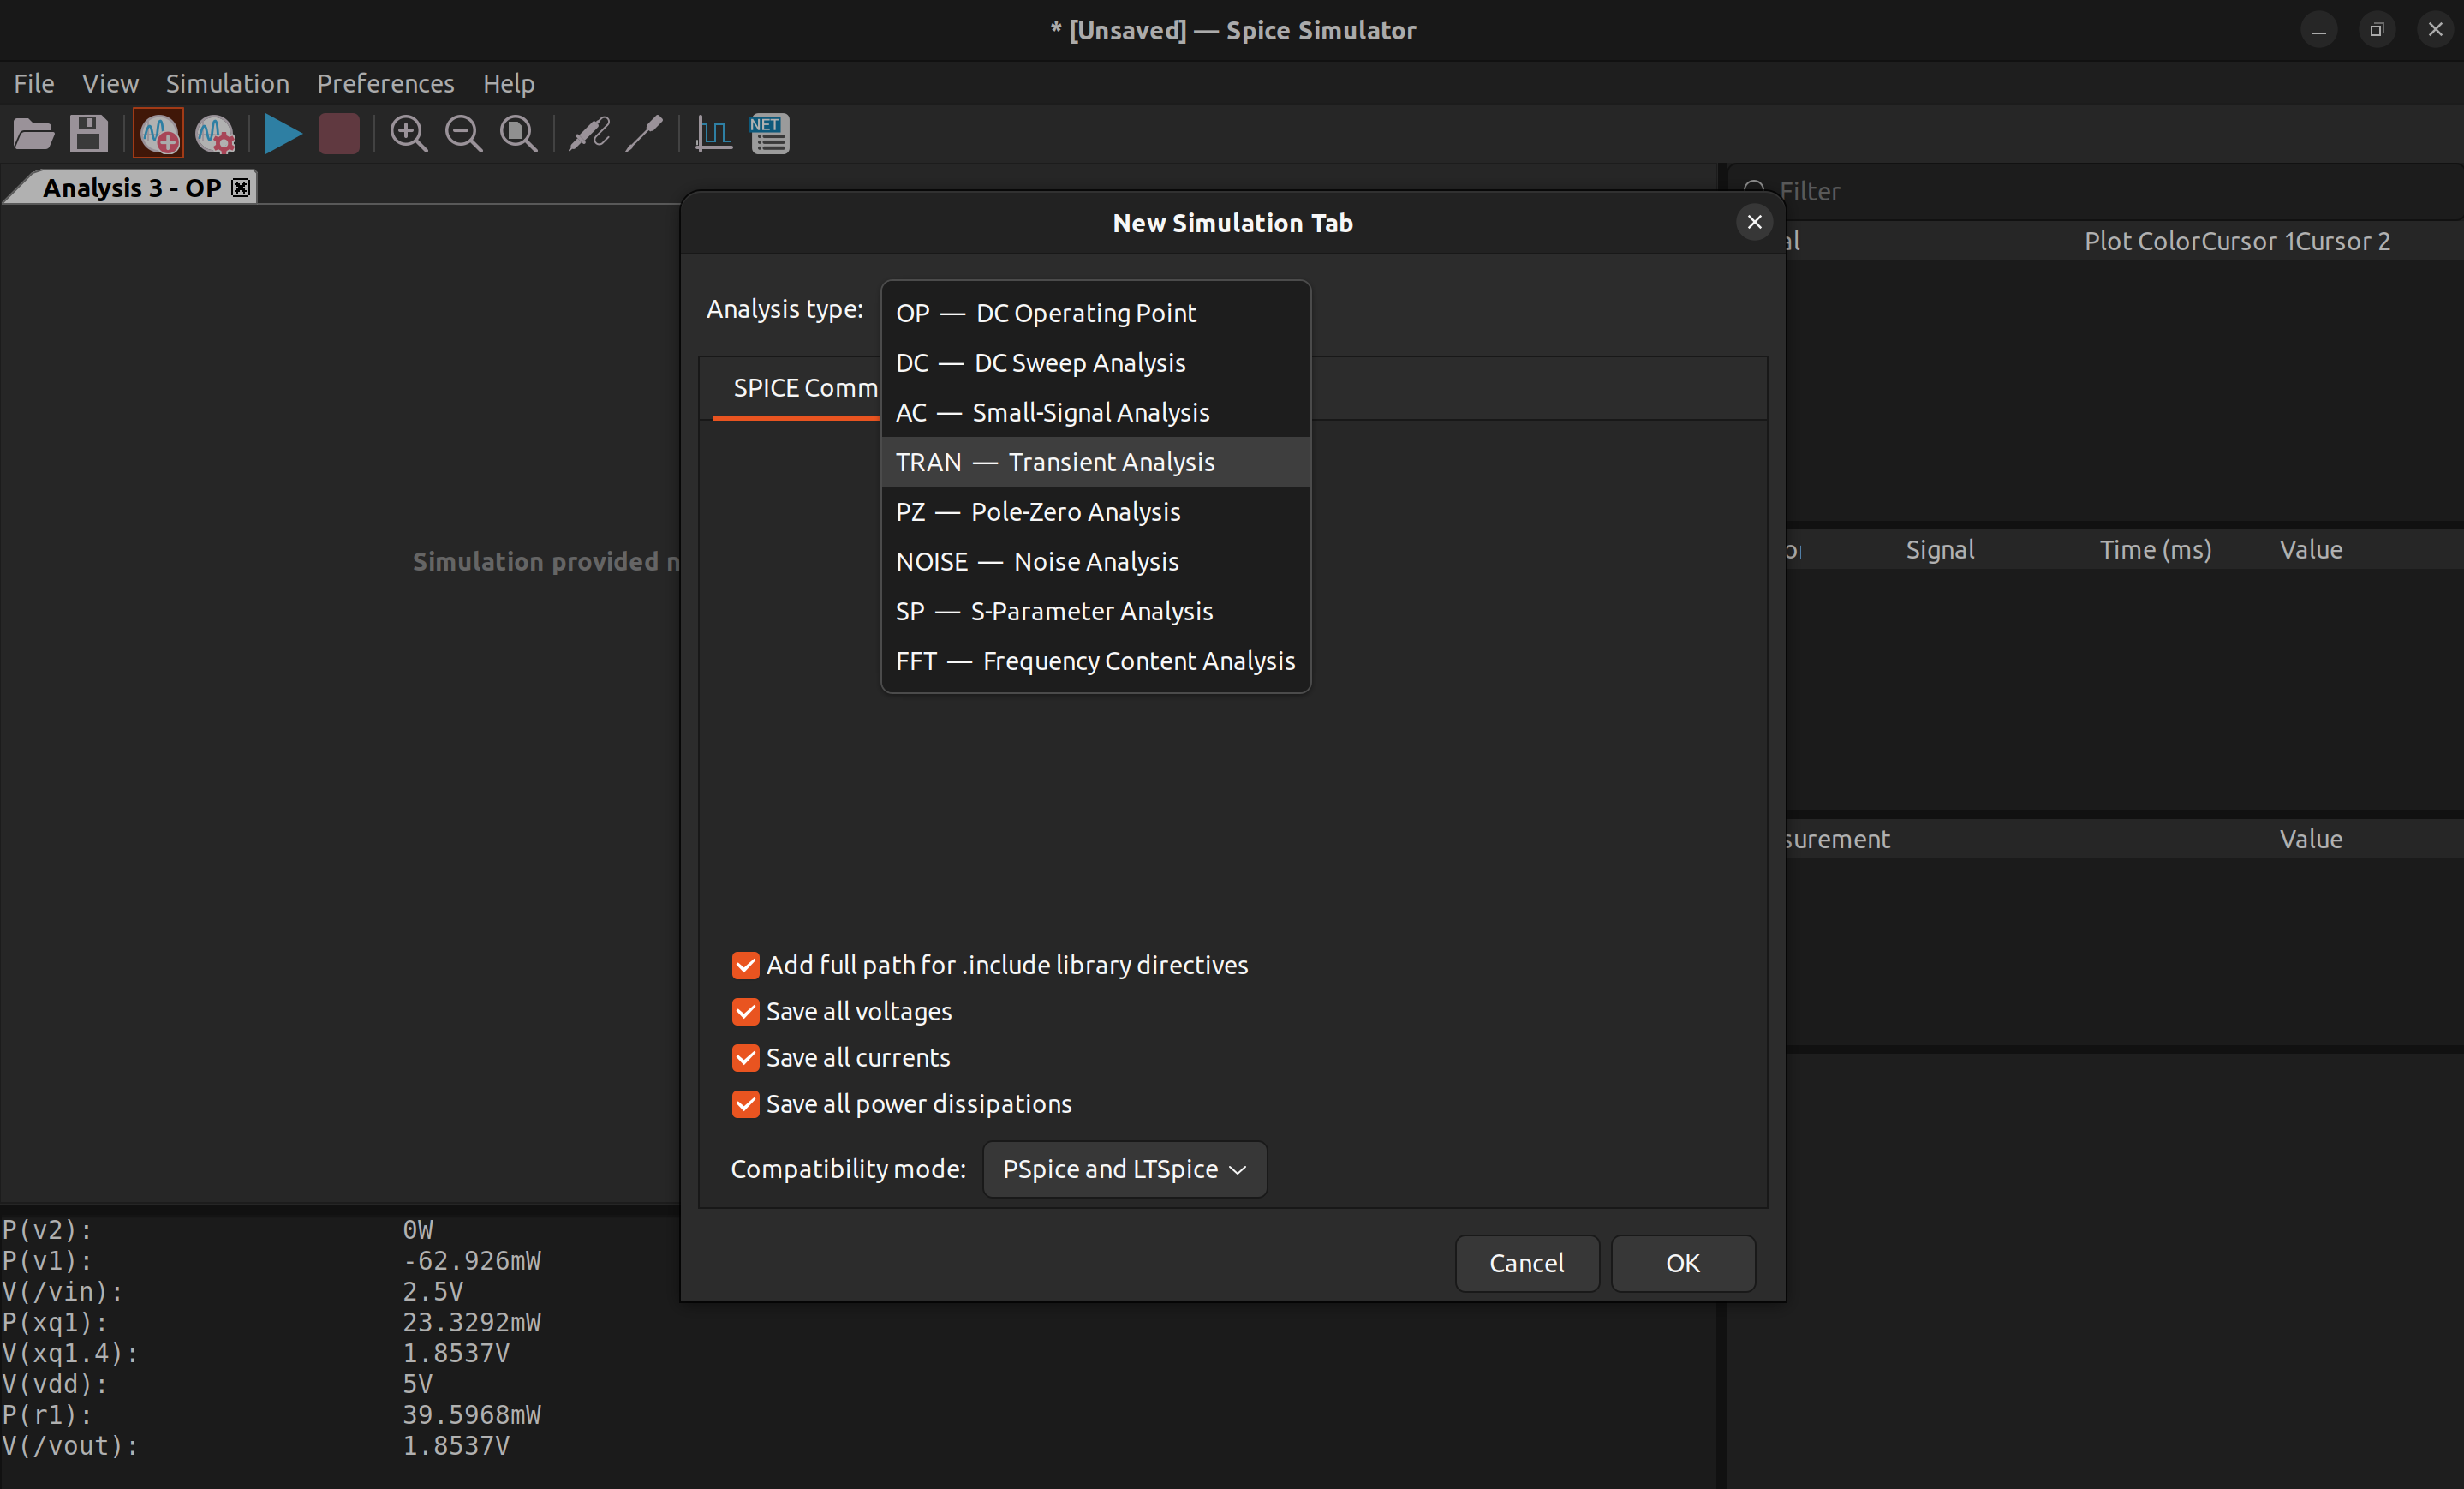 * [Unsaved] — Spice Simulator
File View Simulation Preferences Help
NET
Analysis 3 - OP
Filter
Plot Color Cursor 1 Cursor 2
New Simulation Tab
Analysis type:
OP — DC Operating Point
DC — DC Sweep Analysis
AC — Small-Signal Analysis
TRAN — Transient Analysis
PZ — Pole-Zero Analysis
NOISE — Noise Analysis
SP — S-Parameter Analysis
FFT — Frequency Content Analysis
SPICE Comm
Simulation provided n
Signal Time (ms) Value
surement Value
Add full path for .include library directives
Save all voltages
Save all currents
Save all power dissipations
Compatibility mode: PSpice and LTSpice
Cancel OK
P(v2): 0W
P(v1): -62.926mW
V(/vin): 2.5V
P(xq1): 23.3292mW
V(xq1.4): 1.8537V
V(vdd): 5V
P(r1): 39.5968mW
V(/vout): 1.8537V